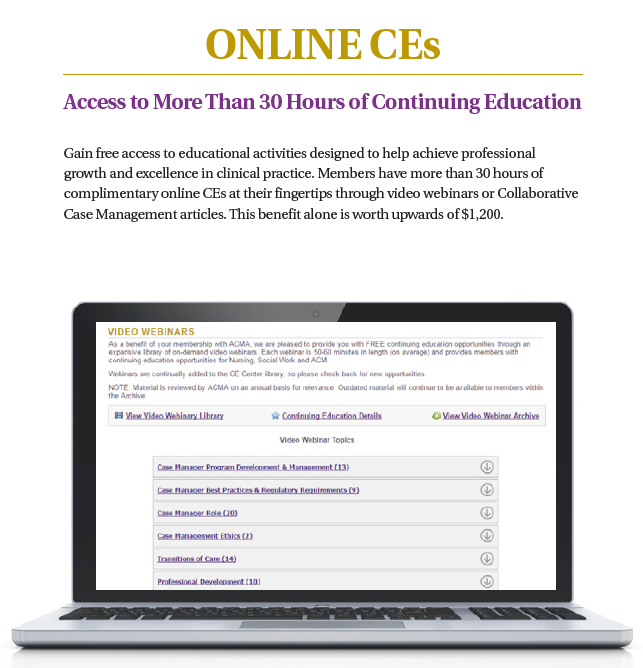 ONLINE CEs
Access to More Than 30 Hours of Continuing Education
Gain free access to educational activities designed to help achieve professional
growth and excellence in clinical practice. Members have more than 30 hours of
complimentary online CEs at their fingertips through video webinars or Collaborative
Case Management articles. This benefit alone is worth upwards of $1,200.
VIDEO WEBINARS
As a benefit of your membership with ACMA, we are pleased to provide you with FREE continuing education opportunities through an
expansive library of on-demand video webinars. Each webinar is 50-60 minutes in length (on average) and provides members with
continuing education opportunities for Nursing, Social Work and ACM
Webinars are continually added to the CE Center library, so please check back for new opportunities.
NOTE: Material is reviewed by ACMA on an annual basis for relevance. Outdated material will continue to be available to members within
the Archive
View Video Webinary Library
Continuing Education Details
View Video Webinar Archive
Video Webinar Topics
Case Manager Program Development & Management (13)
Case Manager Best Practices & Regulatory Requirements (9)
Case Manager Role (20)
Case Management Ethics (2)
Transitions of Care (14)
Professional Development (10)